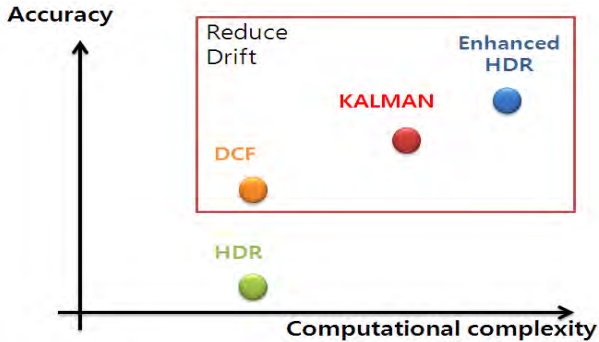 Accuracy
Reduce
Drift
Enhanced
HDR
KALMAN
DCF
HDR
Computational complexity